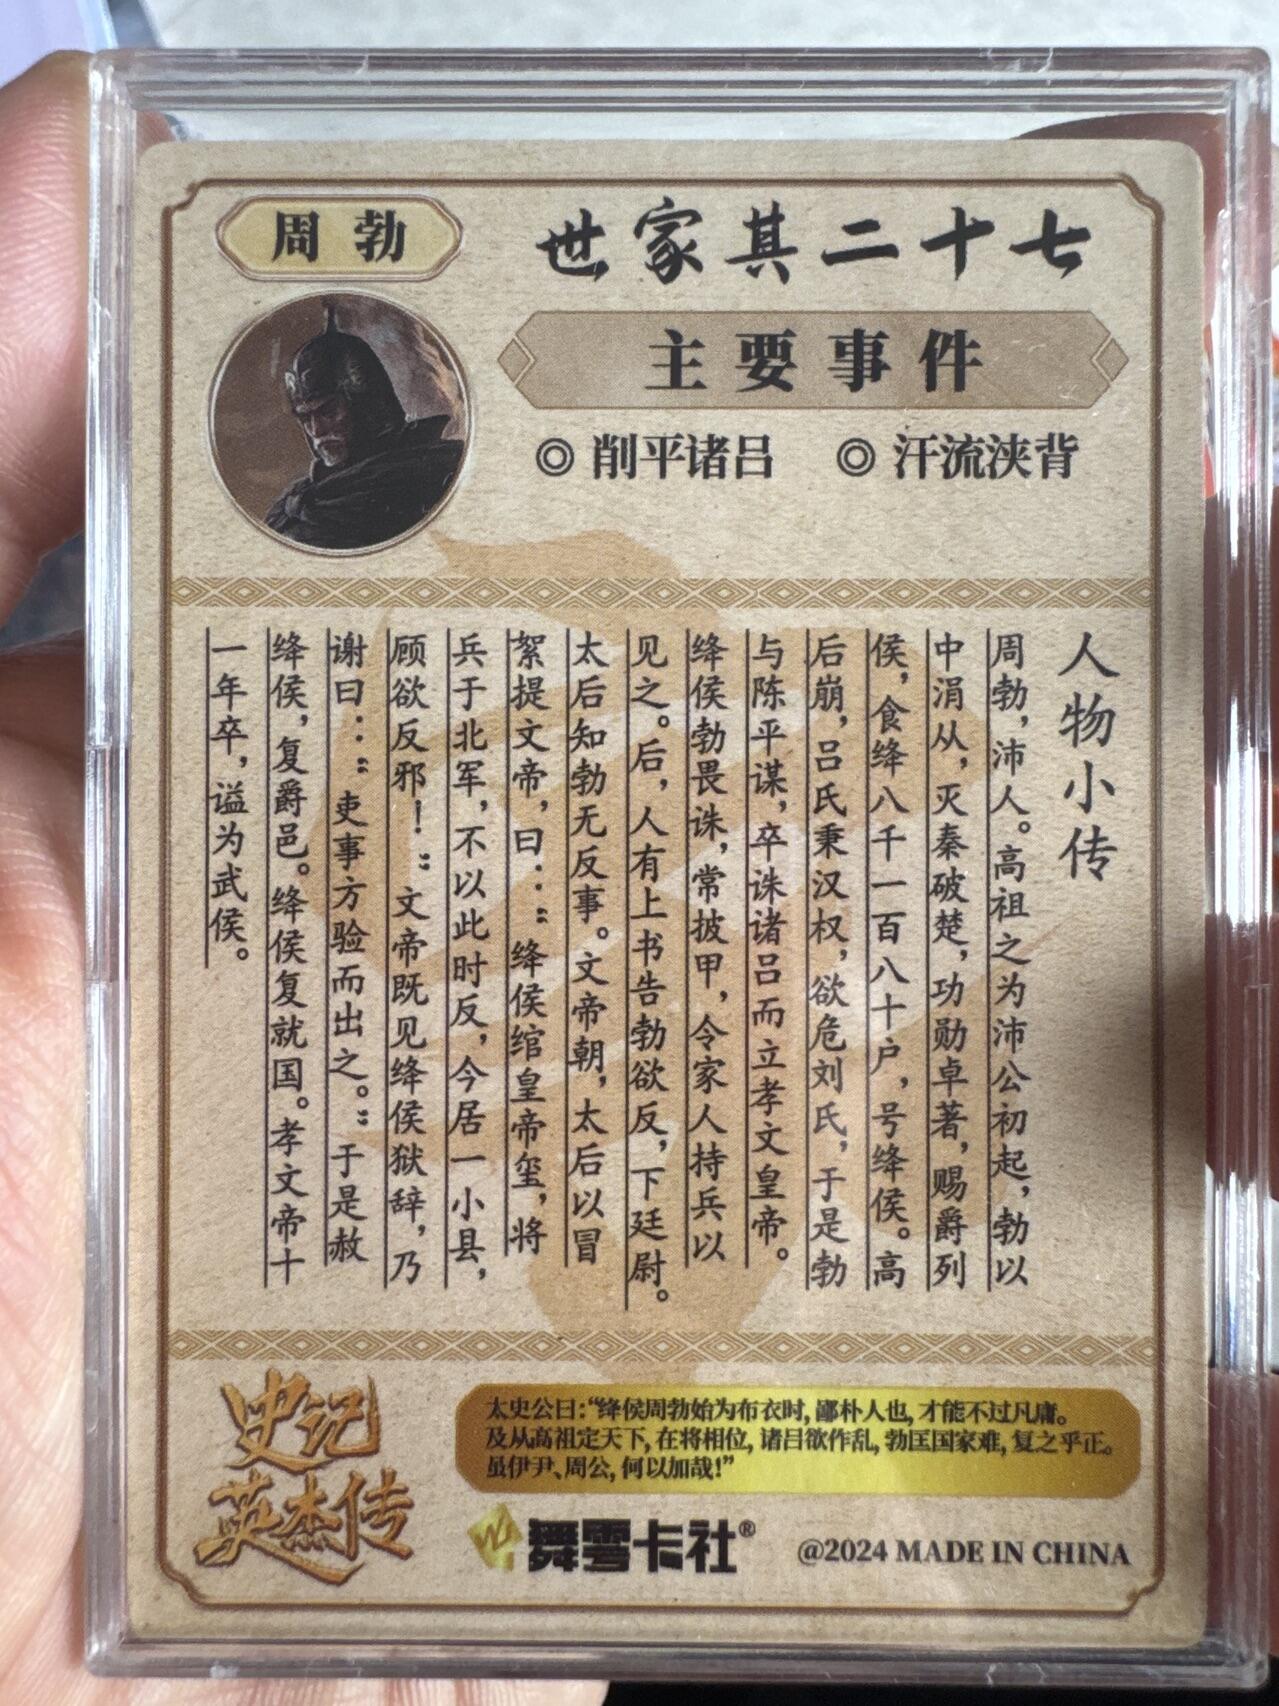 周勃
世家其二十七
主要事件
◎ 削平诸吕 ◎ 汗流浃背
人物小传
周勃，沛人。高祖之为沛公初起，勃以
中涓从，灭秦破楚，功勋卓著，赐爵列
侯，食绛八千一百八十户，号绛侯。高
后崩，吕氏秉汉权，欲危刘氏，于是勃
与陈平谋，卒诛诸吕而立孝文皇帝。
绛侯勃畏诛，常披甲，令家人持兵以
见之。后，人有上书告勃欲反，下廷尉。
太后知勃无反事。文帝朝，太后以冒
絮提文帝，曰：“绛侯绾皇帝玺，将
兵于北军，不以此时反，今居一小县，
顾欲反邪！”文帝既见绛侯狱辞，乃
谢曰：“吏事方验而出之。”于是赦
绛侯，复爵邑。绛侯复就国。孝文帝十
一年卒，谥为武侯。
史记
英杰传
太史公曰：“绛侯周勃始为布衣时，鄙朴人也，才能不过凡庸。
及从高祖定天下，在将相位，诸吕欲作乱，勃匡国家难，复之乎正。
虽伊尹、周公，何以加哉！”
舞雩卡社®
@2024 MADE IN CHINA